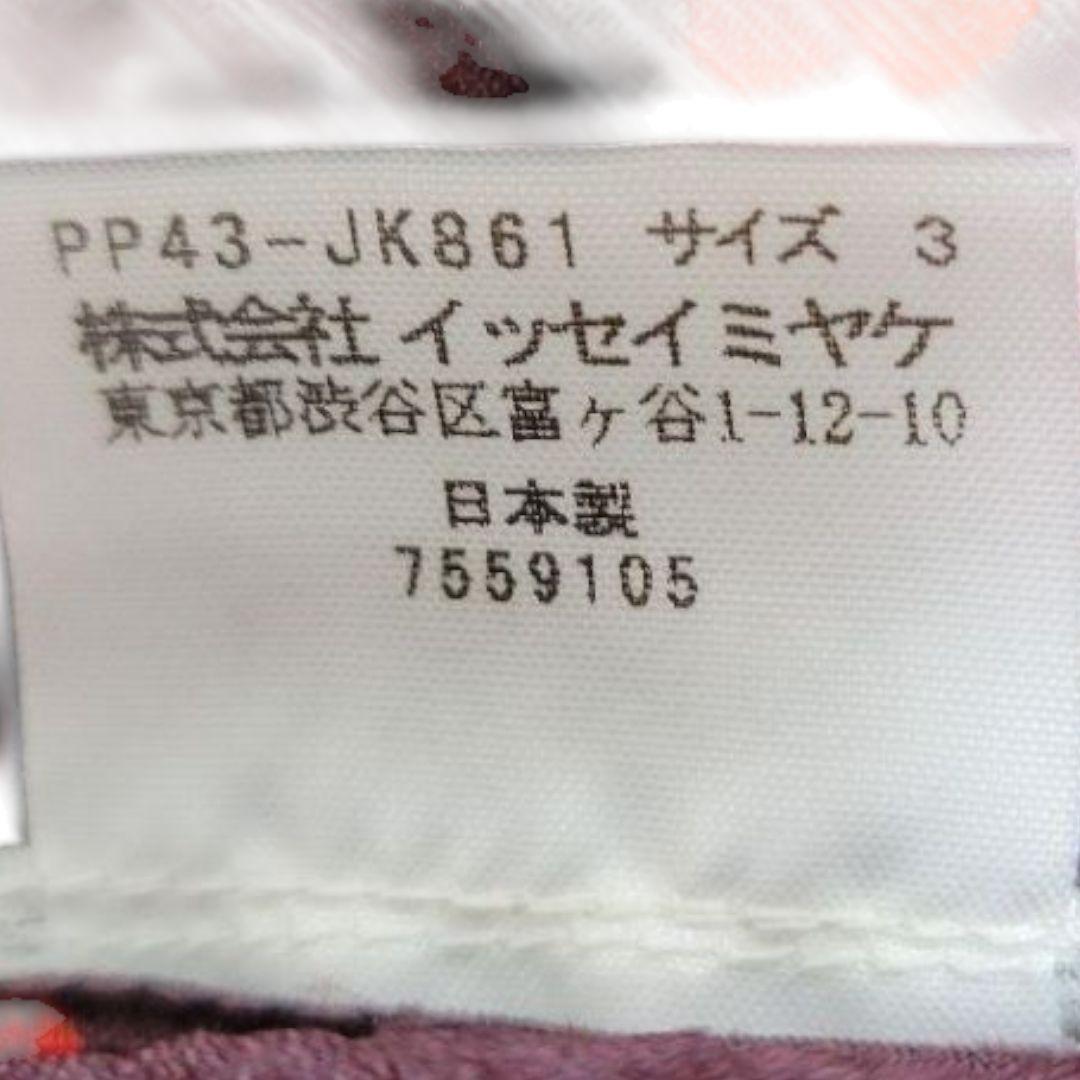 PP43-JK861 サイズ 3
株式会社イッセイミヤケ
東京都渋谷区富ヶ谷1-12-10
日本製
7559105